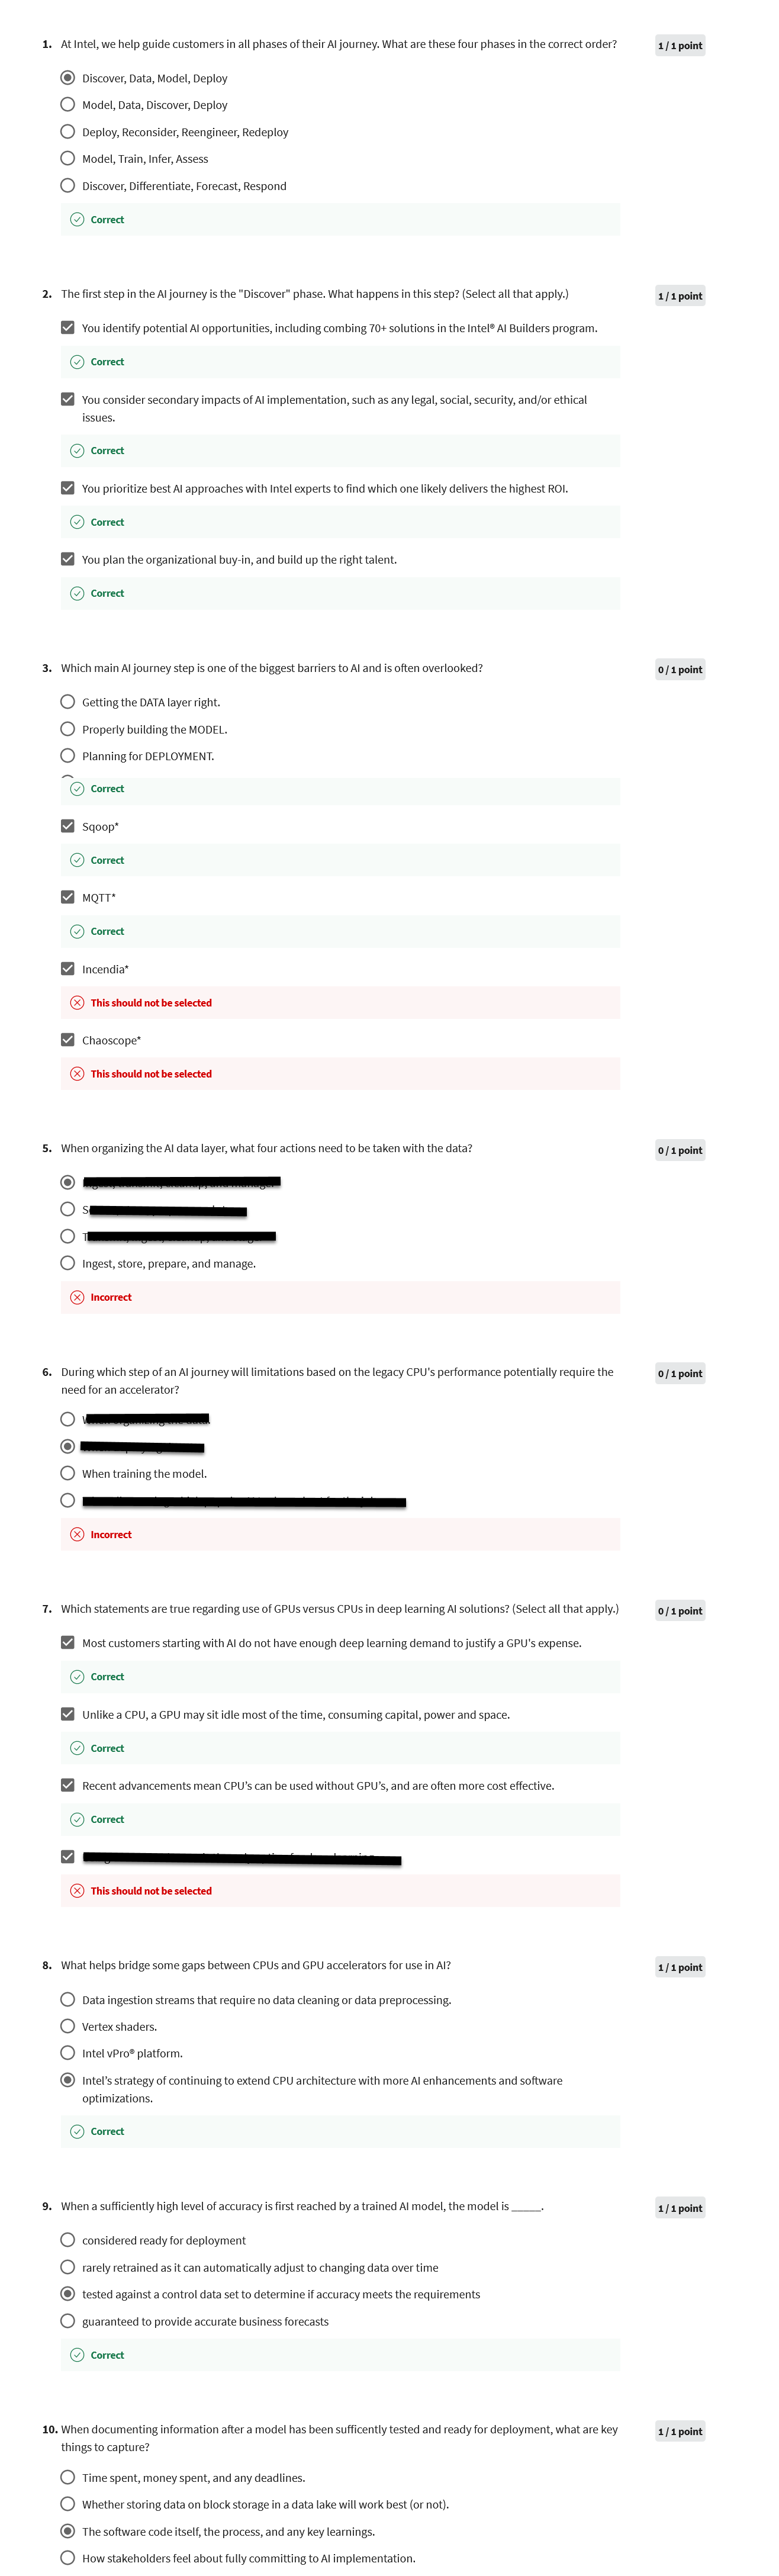 1. At Intel, we help guide customers in all phases of their AI journey. What are these four phases in the correct order?
1 / 1 point
Discover, Data, Model, Deploy
Model, Data, Discover, Deploy
Deploy, Reconsider, Reengineer, Redeploy
Model, Train, Infer, Assess
Discover, Differentiate, Forecast, Respond
Correct
2. The first step in the AI journey is the "Discover" phase. What happens in this step? (Select all that apply.)
1 / 1 point
You identify potential AI opportunities, including combing 70+ solutions in the Intel® AI Builders program.
Correct
You consider secondary impacts of AI implementation, such as any legal, social, security, and/or ethical
issues.
Correct
You prioritize best AI approaches with Intel experts to find which one likely delivers the highest ROI.
Correct
You plan the organizational buy-in, and build up the right talent.
Correct
3. Which main AI journey step is one of the biggest barriers to AI and is often overlooked?
0 / 1 point
Getting the DATA layer right.
Properly building the MODEL.
Planning for DEPLOYMENT.
Correct
Sqoop*
Correct
MQTT*
Correct
Incendia*
This should not be selected
Chaoscope*
This should not be selected
5. When organizing the AI data layer, what four actions need to be taken with the data?
0 / 1 point
Ingest, store, prepare, and manage.
Incorrect
6. During which step of an AI journey will limitations based on the legacy CPU's performance potentially require the
need for an accelerator?
0 / 1 point
When training the model.
Incorrect
7. Which statements are true regarding use of GPUs versus CPUs in deep learning AI solutions? (Select all that apply.)
0 / 1 point
Most customers starting with AI do not have enough deep learning demand to justify a GPU's expense.
Correct
Unlike a CPU, a GPU may sit idle most of the time, consuming capital, power and space.
Correct
Recent advancements mean CPU's can be used without GPU's, and are often more cost effective.
Correct
This should not be selected
8. What helps bridge some gaps between CPUs and GPU accelerators for use in AI?
1 / 1 point
Data ingestion streams that require no data cleaning or data preprocessing.
Vertex shaders.
Intel vPro® platform.
Intel's strategy of continuing to extend CPU architecture with more AI enhancements and software
optimizations.
Correct
9. When a sufficiently high level of accuracy is first reached by a trained AI model, the model is _____.
1 / 1 point
considered ready for deployment
rarely retrained as it can automatically adjust to changing data over time
tested against a control data set to determine if accuracy meets the requirements
guaranteed to provide accurate business forecasts
Correct
10. When documenting information after a model has been sufficently tested and ready for deployment, what are key
things to capture?
1 / 1 point
Time spent, money spent, and any deadlines.
Whether storing data on block storage in a data lake will work best (or not).
The software code itself, the process, and any key learnings.
How stakeholders feel about fully committing to AI implementation.